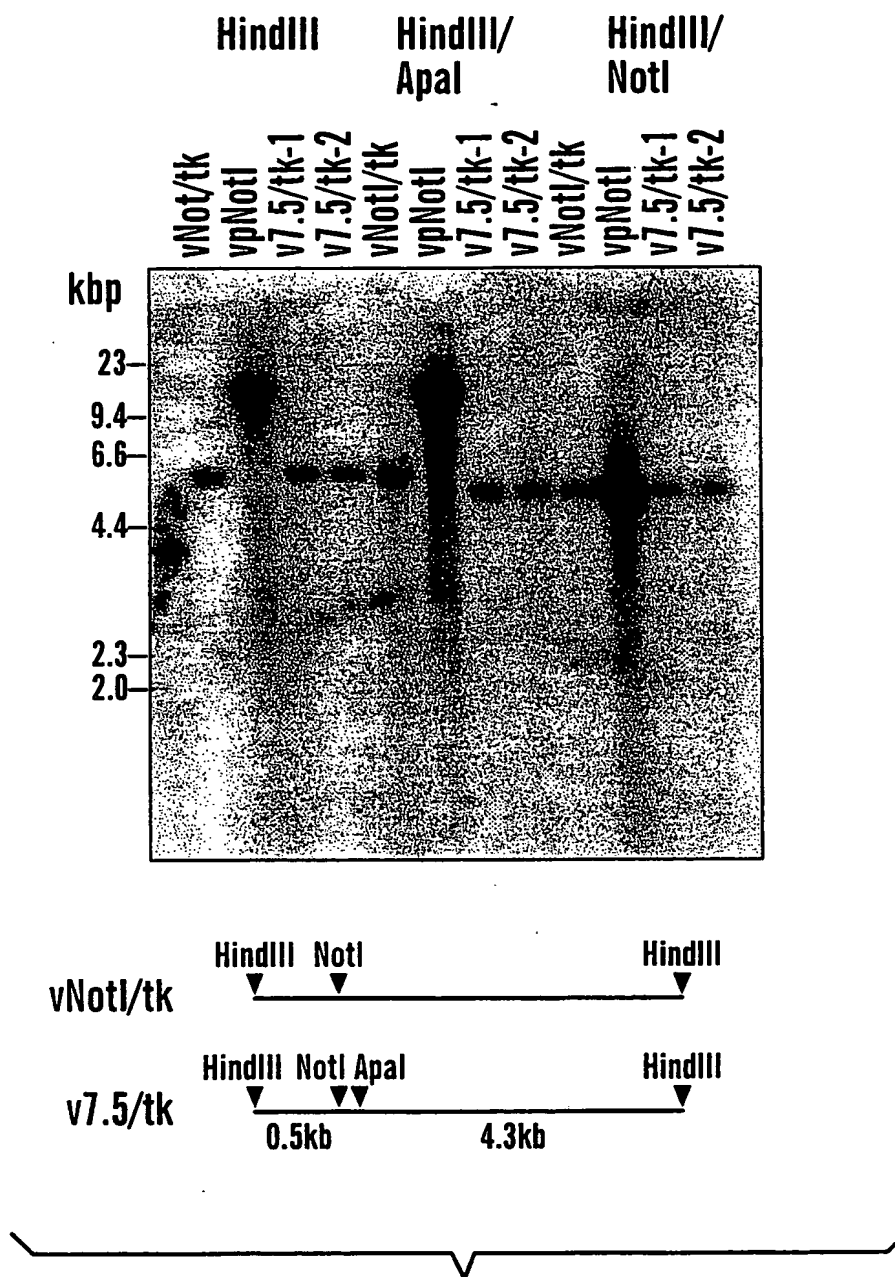 HindIII HindIII/ HindIII/
ApaI NotI
vNot/tk vpNotI v7.5/tk-1 v7.5/tk-2 vNotI/tk vpNotI v7.5/tk-1 v7.5/tk-2 vNotI/tk vpNotI v7.5/tk-1 v7.5/tk-2
kbp
23
9.4
6.6
4.4
2.3
2.0
HindIII NotI HindIII
vNotI/tk
HindIII NotI ApaI HindIII
v7.5/tk
0.5kb 4.3kb